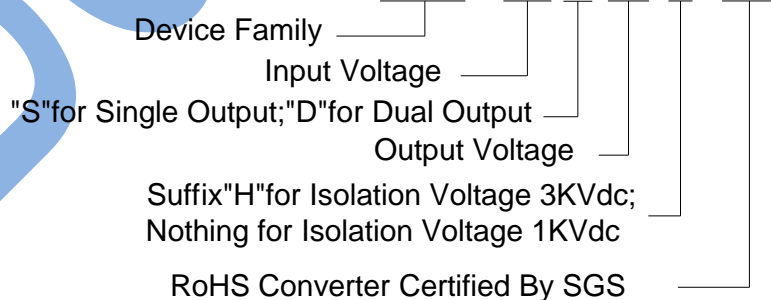 Device Family
Input Voltage
"S"for Single Output;"D"for Dual Output
Output Voltage
Suffix"H"for Isolation Voltage 3KVdc;
Nothing for Isolation Voltage 1KVdc
RoHS Converter Certified By SGS